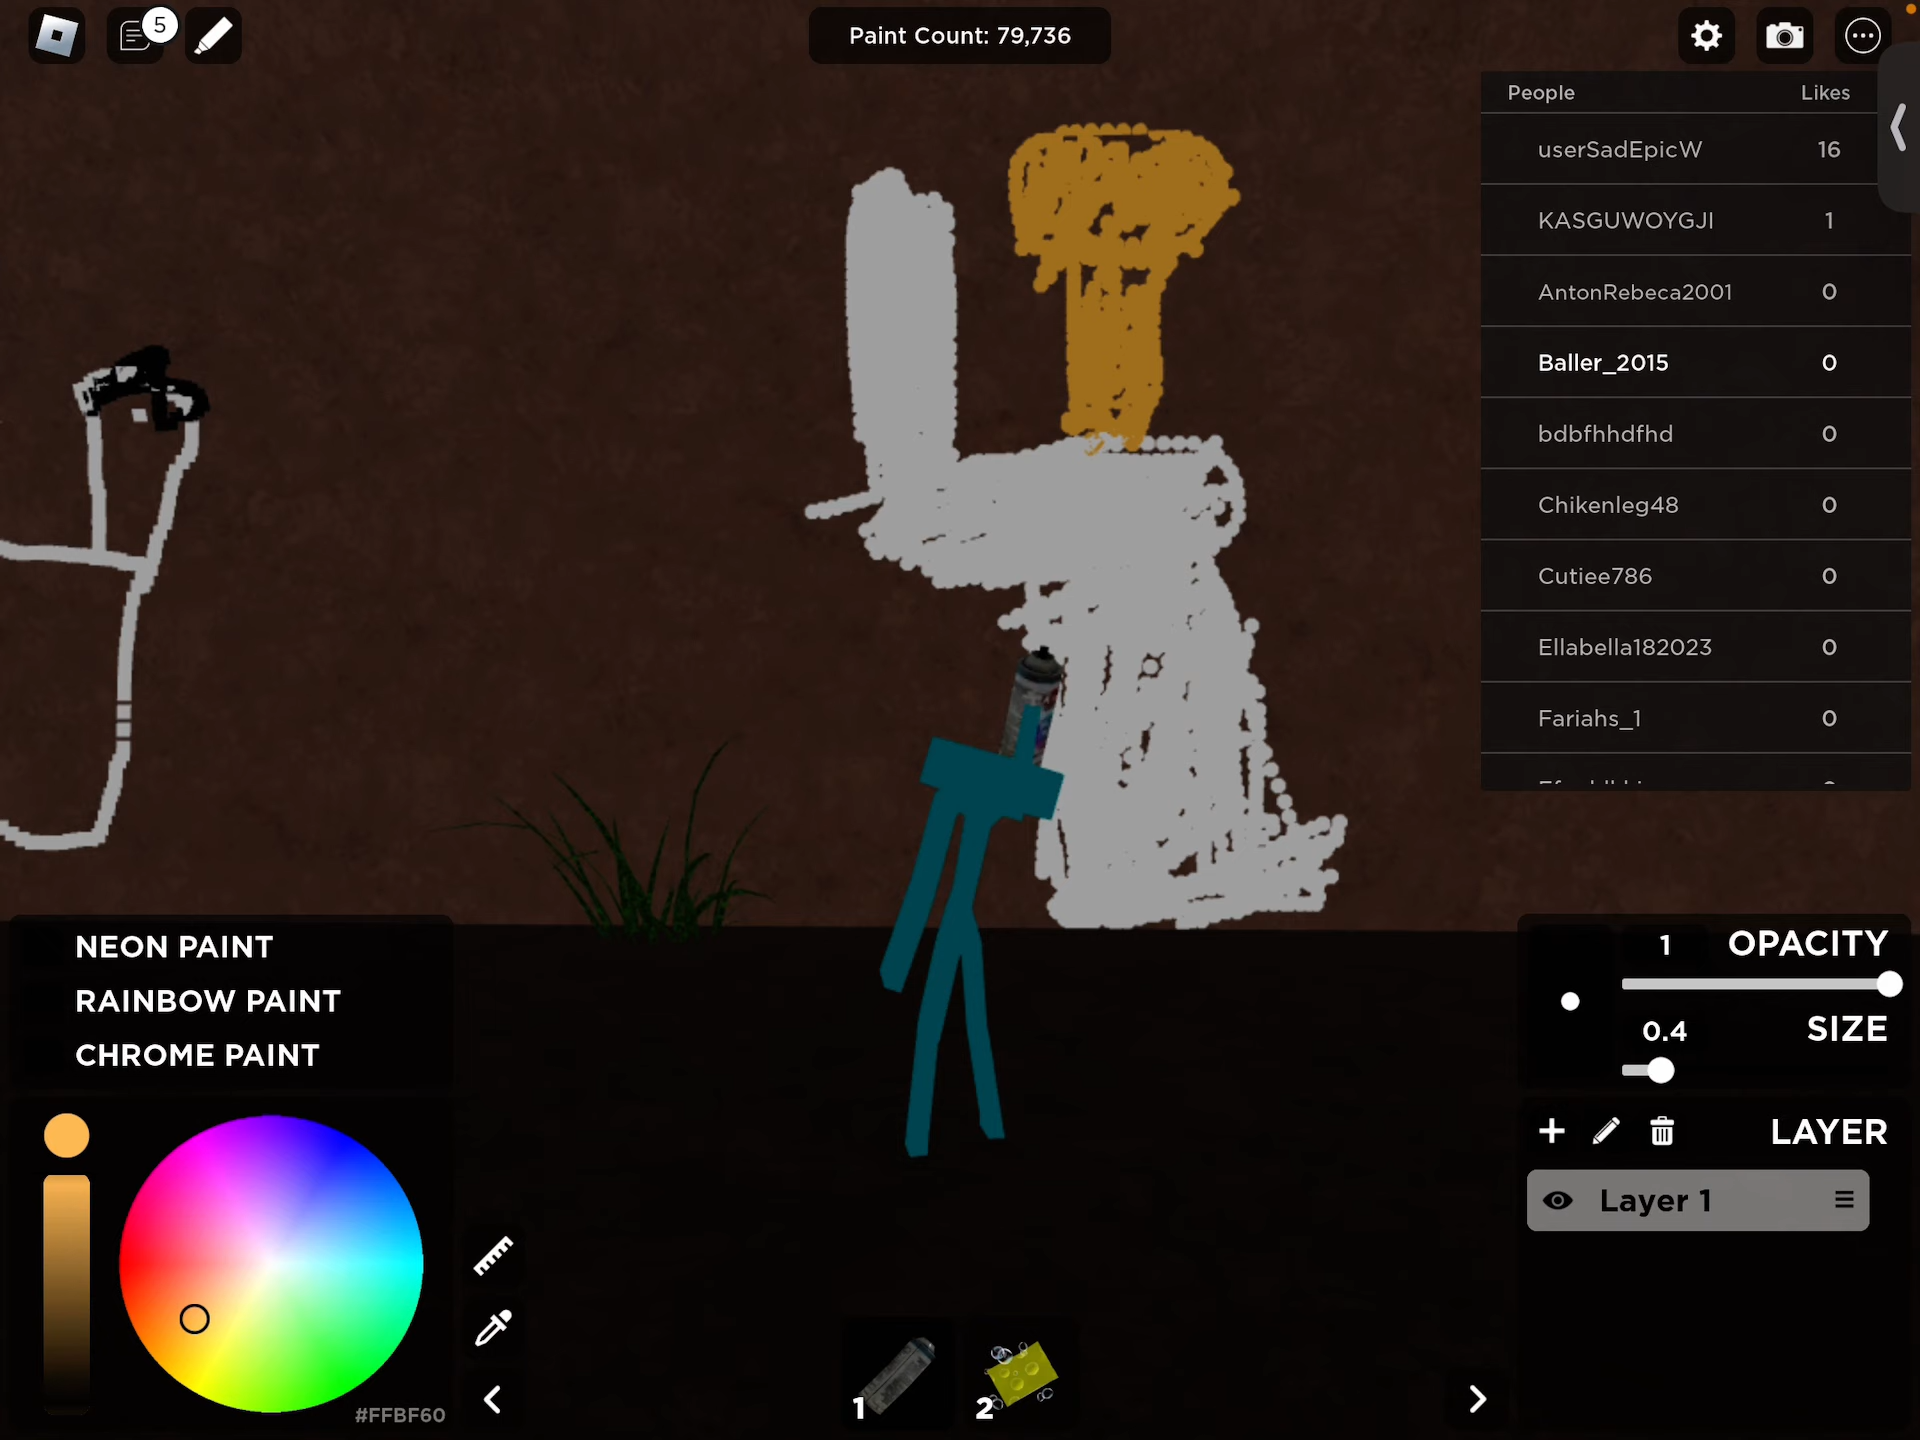 5
Paint Count: 79,736
People Likes
userSadEpicW 16
KASGUWOYGJI 1
AntonRebeca2001 0
Baller_2015 0
bdbfhhdfhd 0
Chikenleg48 0
Cutiee786 0
Ellabella182023 0
Fariahs_1 0
NEON PAINT
RAINBOW PAINT
CHROME PAINT
#FFBF60
1 OPACITY
0.4 SIZE
LAYER
Layer 1
1
2